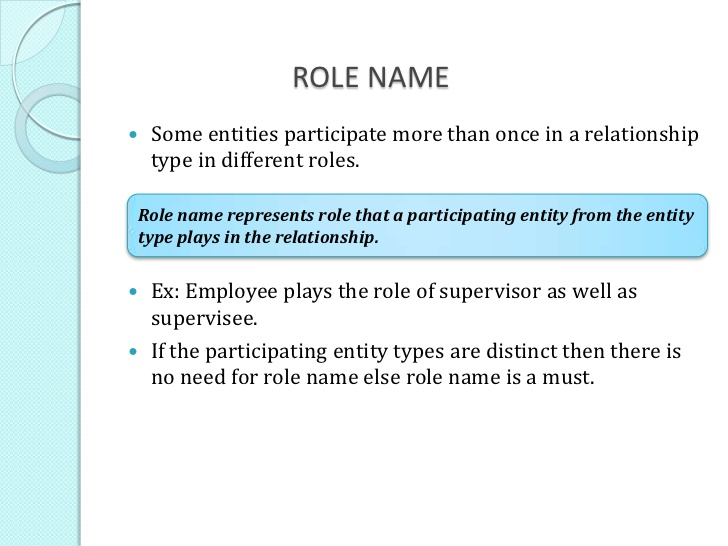 ROLE NAME
Some entities participate more than once in a relationship
type in different roles.
Role name represents role that a participating entity from the entity
type plays in the relationship.
Ex: Employee plays the role of supervisor as well as
supervisee.
If the participating entity types are distinct then there is
no need for role name else role name is a must.